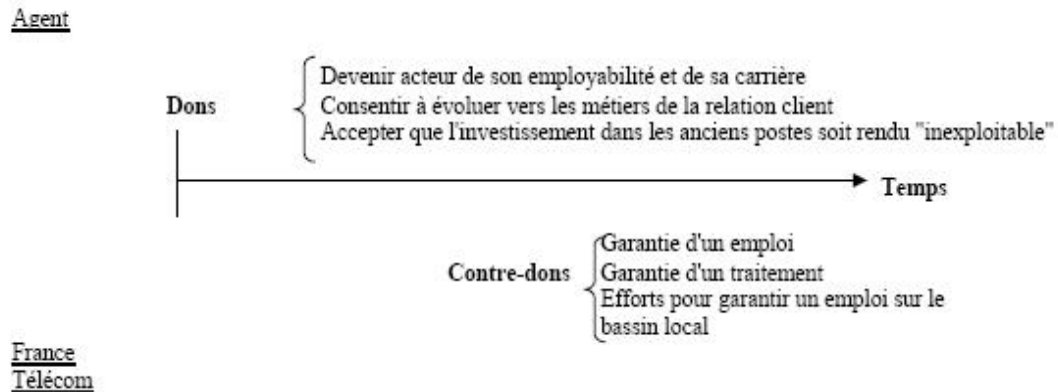 Agent
Devenir acteur de son employabilité et de sa carrière
Dons
Consentir à évoluer vers les métiers de la relation client
Accepter que l'investissement dans les anciens postes soit rendu "inexploitable"
Temps
Garantie d'un emploi
Contre-dons
Garantie d'un traitement
Efforts pour garantir un emploi sur le
bassin local
France
Télécom